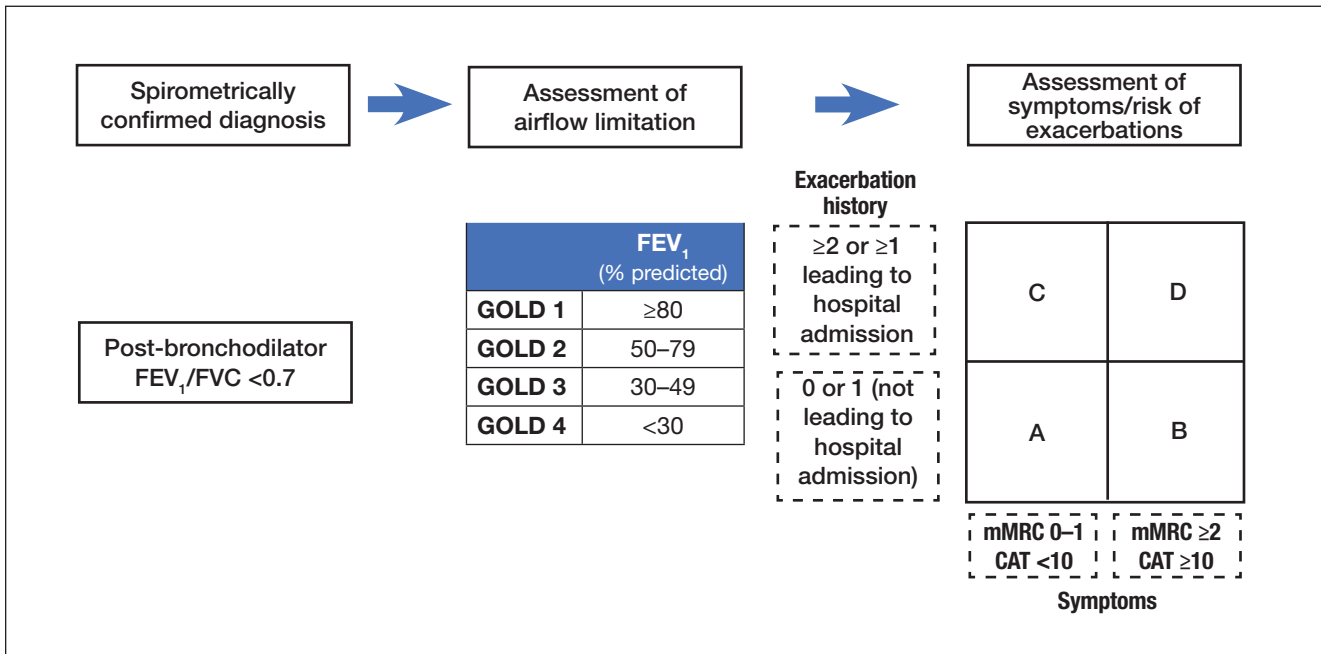 Spirometrically
confirmed diagnosis
Assessment of
airflow limitation
Assessment of
symptoms/risk of
exacerbations
Post-bronchodilator
FEV₁/FVC <0.7
FEV₁
(% predicted)
GOLD 1 ≥80
GOLD 2 50–79
GOLD 3 30–49
GOLD 4 <30
Exacerbation
history
≥2 or ≥1
leading to
hospital
admission
0 or 1 (not
leading to
hospital
admission)
C D
A B
mMRC 0–1
CAT <10
mMRC ≥2
CAT ≥10
Symptoms